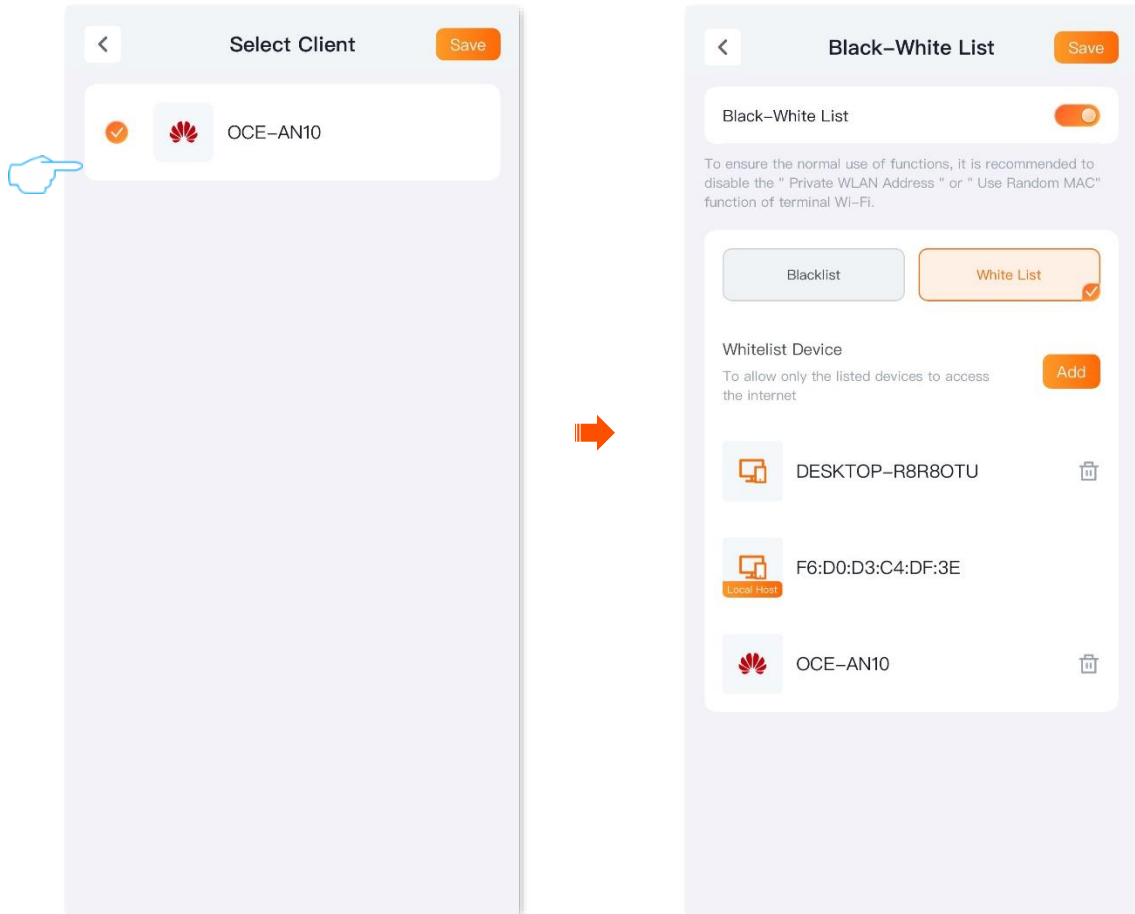 Select Client
Save
OCE-AN10
Black-White List
Save
Black-White List
To ensure the normal use of functions, it is recommended to
disable the " Private WLAN Address " or " Use Random MAC"
function of terminal Wi-Fi.
Blacklist
White List
Whitelist Device
To allow only the listed devices to access
the internet
Add
DESKTOP-R8R8OTU
F6:D0:D3:C4:DF:3E
Local Host
OCE-AN10